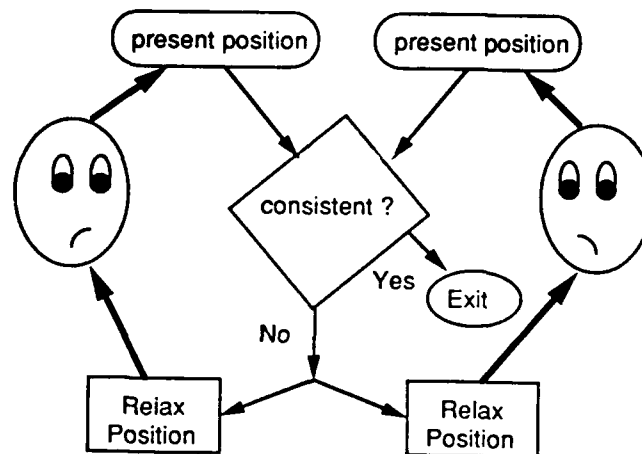 present position
present position
consistent ?
Yes
Exit
No
Relax
Position
Relax
Position